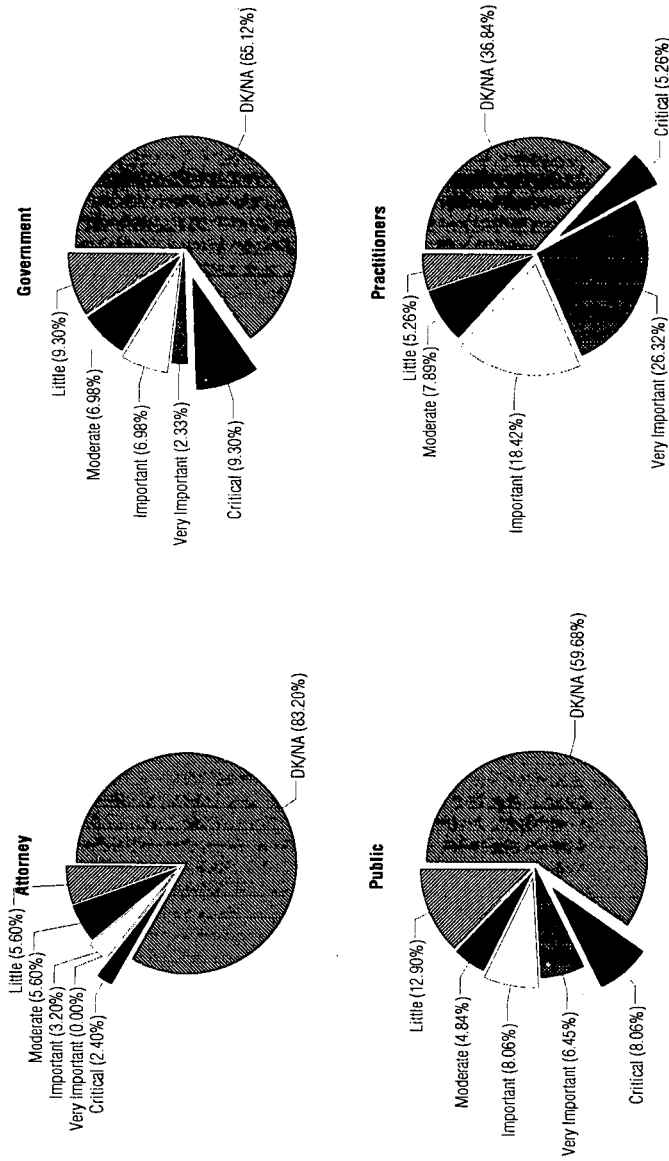 Attorney
Little (5.60%)
Moderate (5.60%)
Important (3.20%)
Very Important (0.00%)
Critical (2.40%)
DK/NA (83.20%)
Government
Little (9.30%)
Moderate (6.98%)
Important (6.98%)
Very Important (2.33%)
Critical (9.30%)
DK/NA (65.12%)
Public
Little (12.90%)
Moderate (4.84%)
Important (8.06%)
Very Important (6.45%)
Critical (8.06%)
DK/NA (59.68%)
Practitioners
Little (5.26%)
Moderate (7.89%)
Important (18.42%)
Very Important (26.32%)
Critical (5.26%)
DK/NA (36.84%)